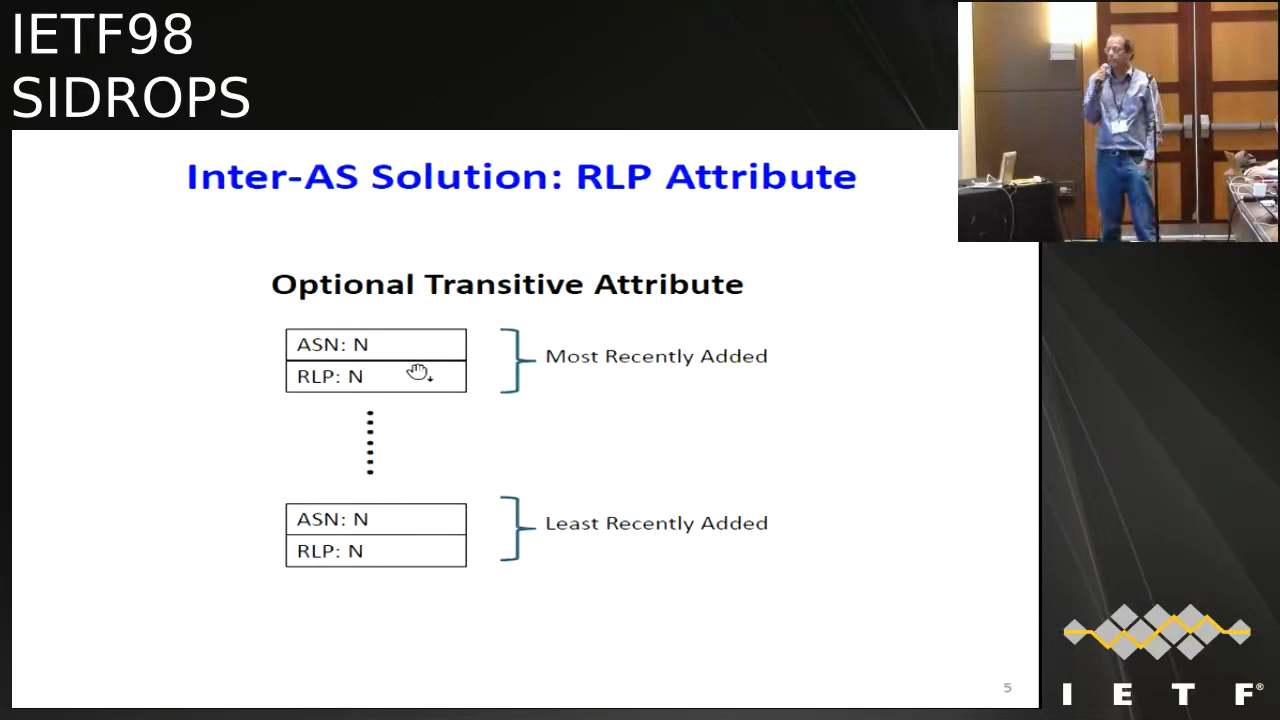 IETF98
SIDROPS
Inter-AS Solution: RLP Attribute
Optional Transitive Attribute
ASN: N
RLP: N
Most Recently Added
ASN: N
RLP: N
Least Recently Added
5
I E T F®